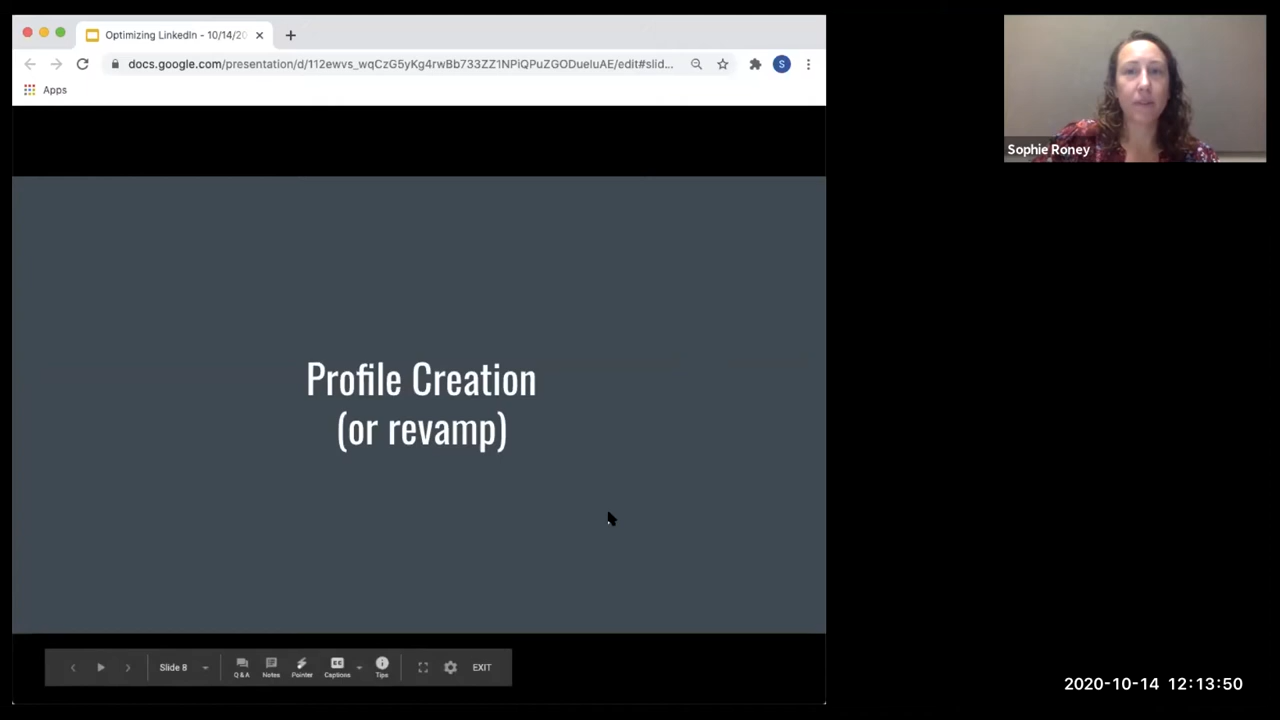 Optimizing LinkedIn - 10/14/20
docs.google.com/presentation/d/112ewvs_wqCzG5yKg4rwBb733ZZ1NPiQPuZGODueluAE/edit#slid...
S
Apps
Sophie Roney
Profile Creation
(or revamp)
Slide 8
Q & A
Notes
Pointer
CC
Captions
Tips
EXIT
2020-10-14 12:13:50